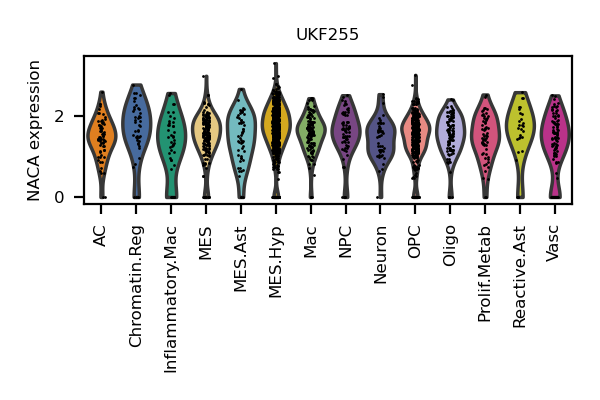 UKF255
NACA expression
2
0
AC
Chromatin.Reg
Inflammatory.Mac
MES
MES.Ast
MES.Hyp
Mac
NPC
Neuron
OPC
Oligo
Prolif.Metab
Reactive.Ast
Vasc